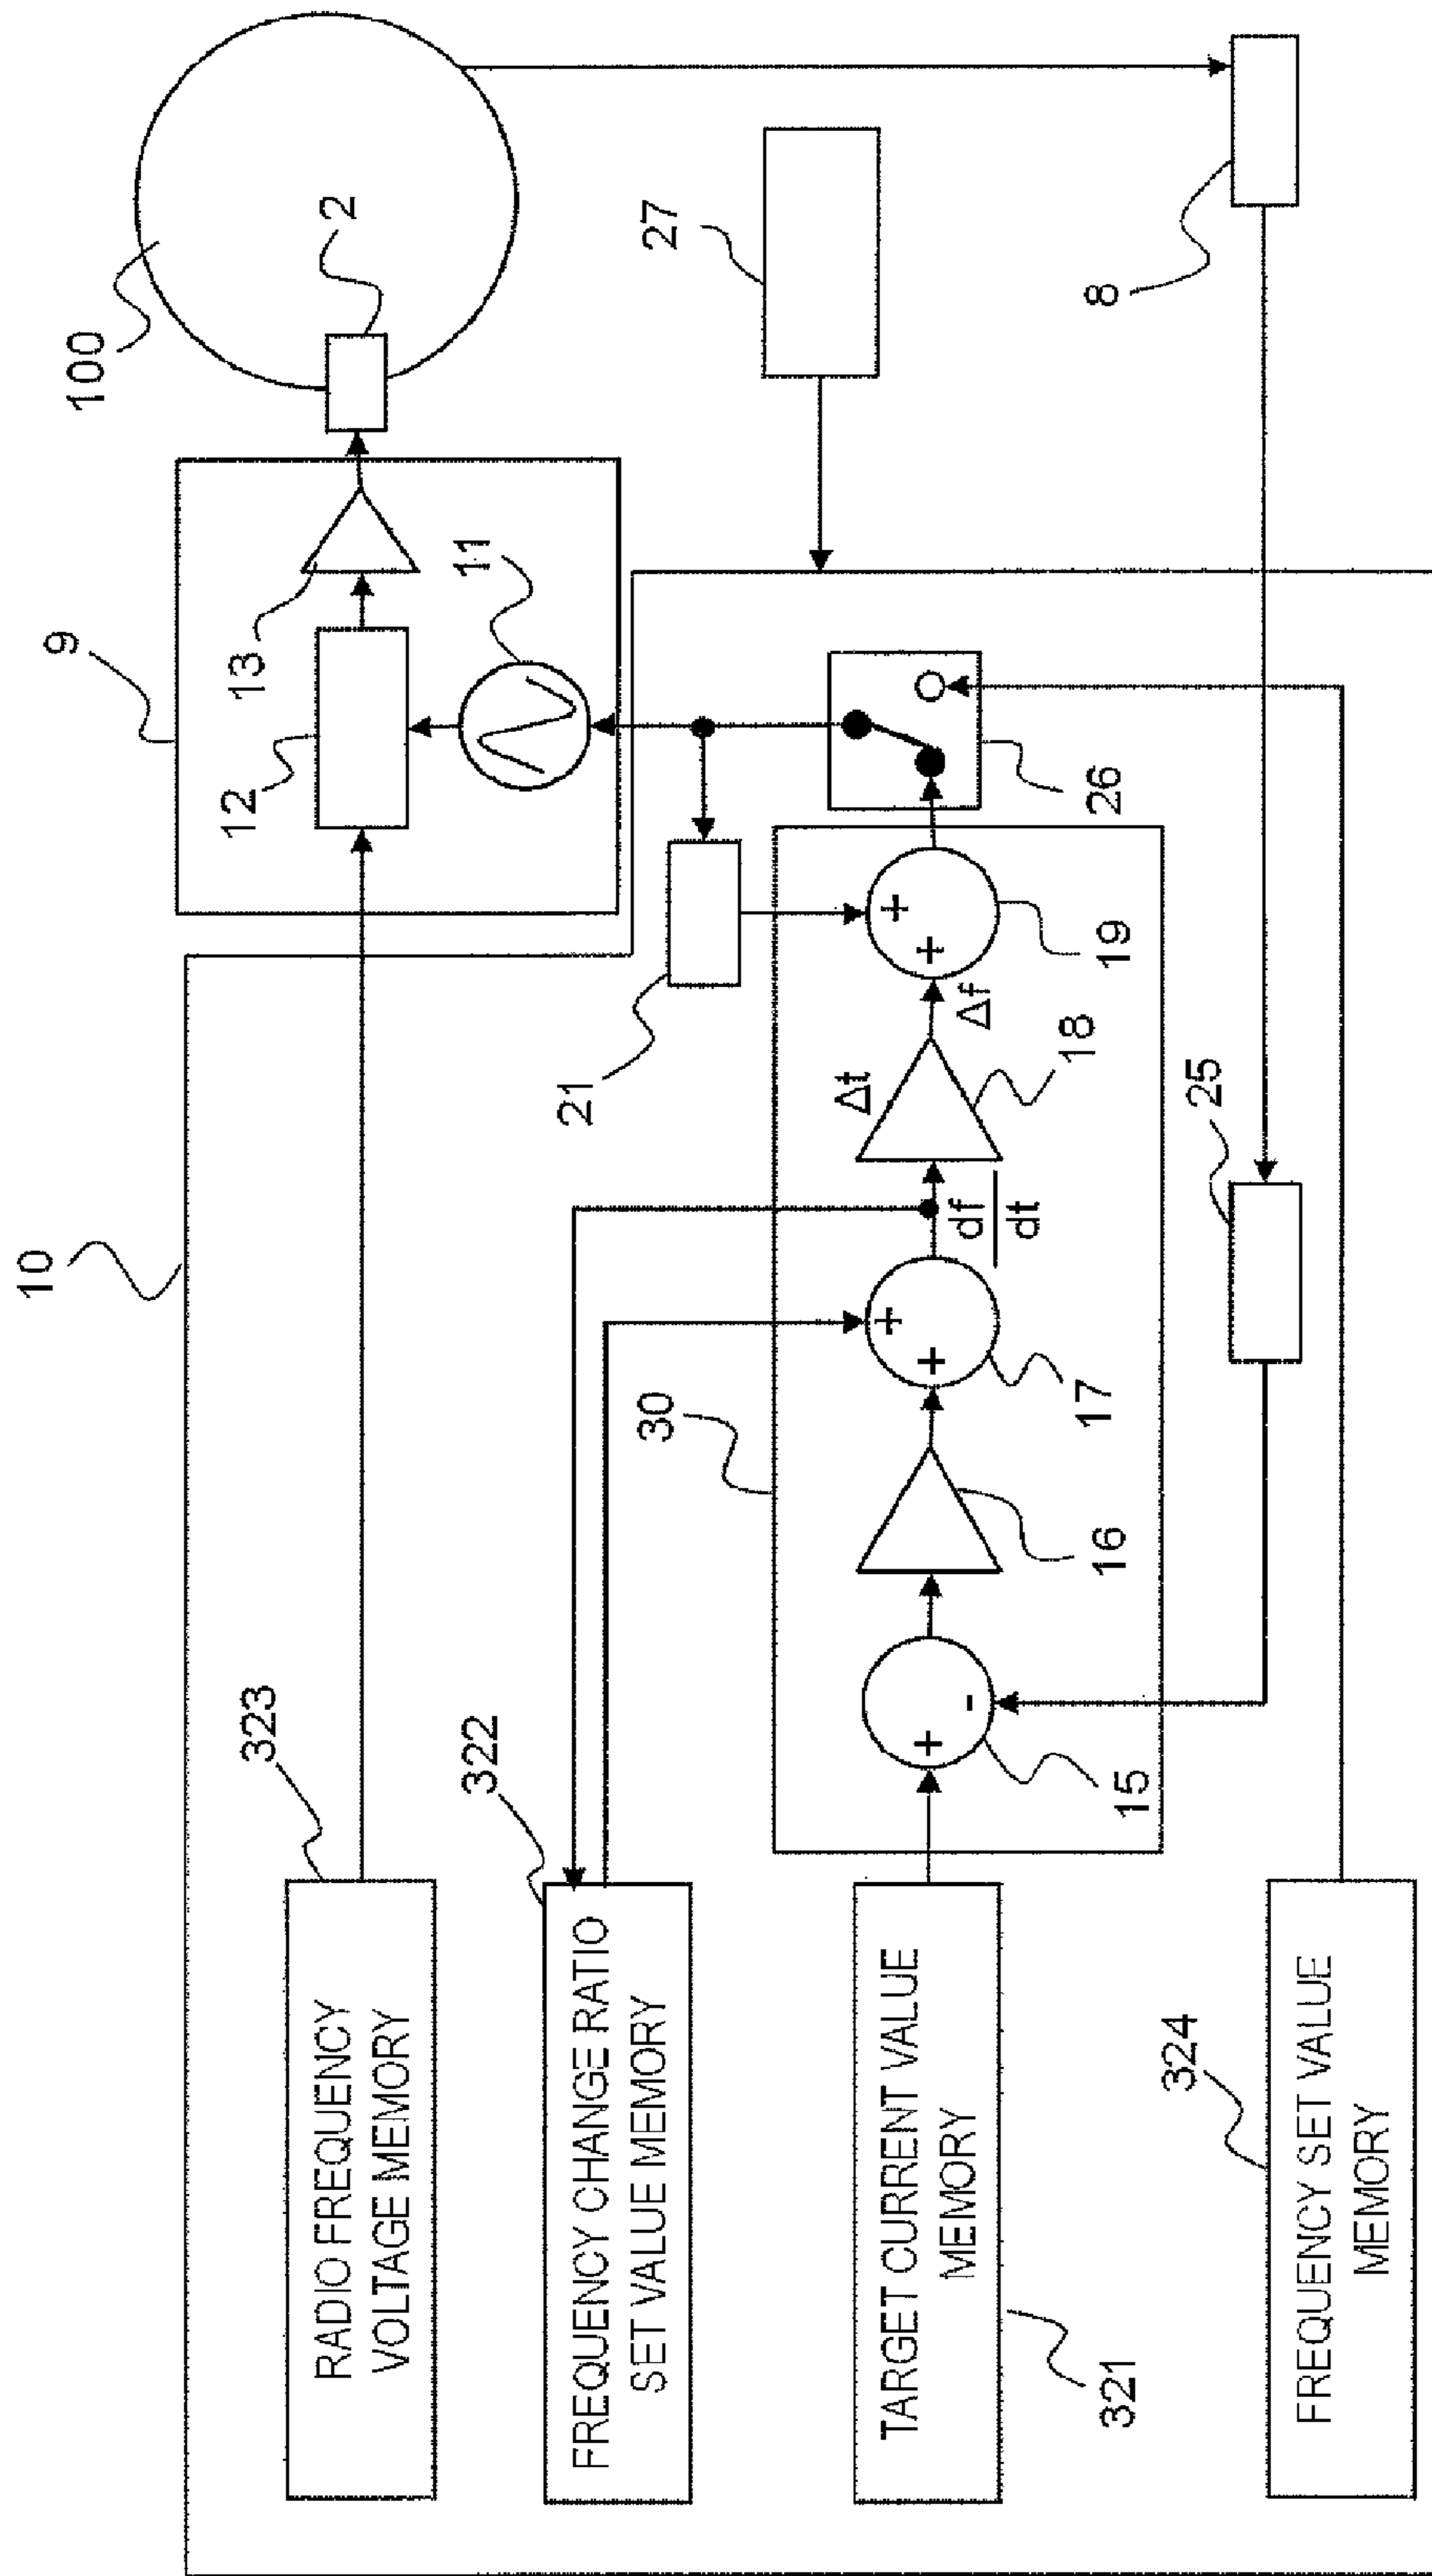 10
9
100
2
13
12
11
27
8
323
RADIO FREQUENCY
VOLTAGE MEMORY
322
FREQUENCY CHANGE RATIO
SET VALUE MEMORY
21
26
30
TARGET CURRENT VALUE
MEMORY
321
+
-
15
16
+
+
17
df
dt
Δt
18
Δf
+
+
19
25
324
FREQUENCY SET VALUE
MEMORY